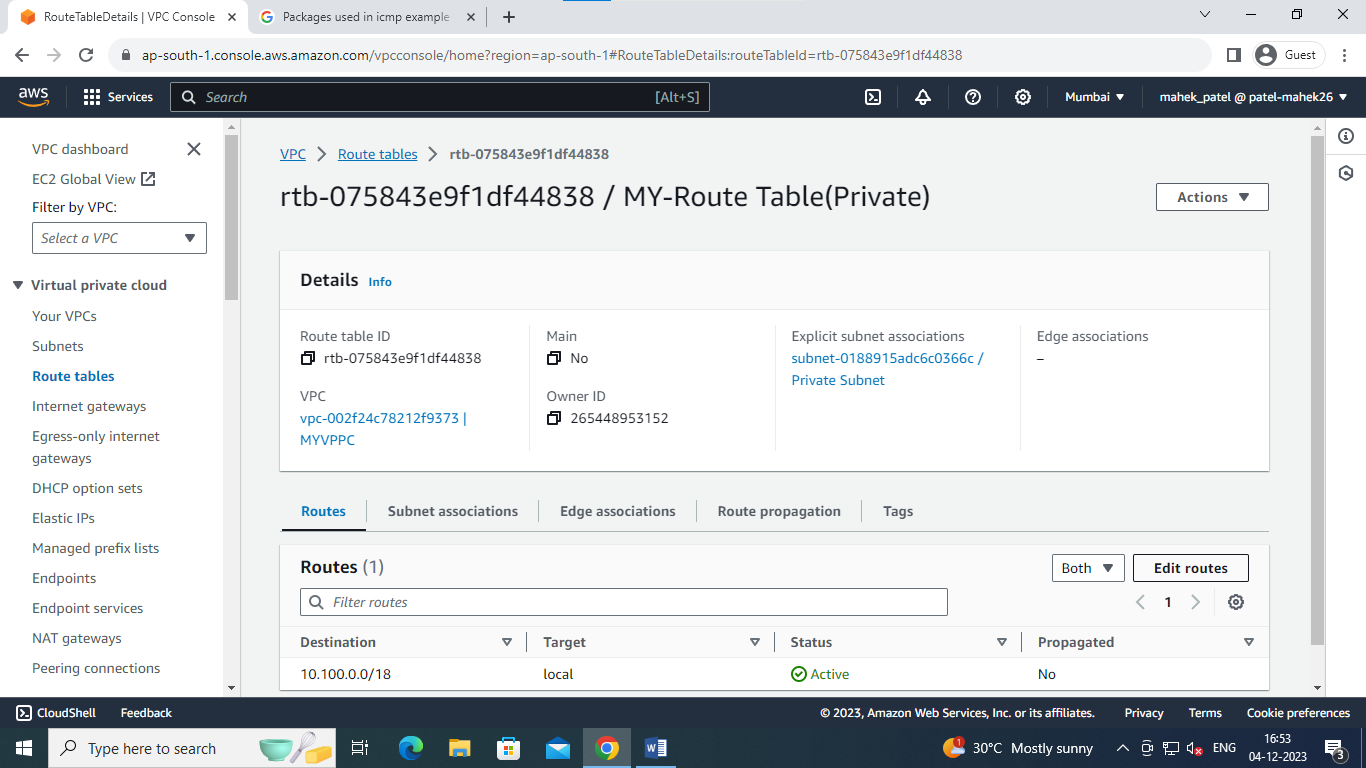 RouteTableDetails | VPC Console
Packages used in icmp example
ap-south-1.console.aws.amazon.com/vpcconsole/home?region=ap-south-1#RouteTableDetails:routeTableId=rtb-075843e9f1df44838
Guest
aws
Services
Search
[Alt+S]
Mumbai
mahek_patel @ patel-mahek26
VPC dashboard
EC2 Global View
Filter by VPC:
Select a VPC
Virtual private cloud
Your VPCs
Subnets
Route tables
Internet gateways
Egress-only internet
gateways
DHCP option sets
Elastic IPs
Managed prefix lists
Endpoints
Endpoint services
NAT gateways
Peering connections
VPC
Route tables
rtb-075843e9f1df44838
rtb-075843e9f1df44838 / MY-Route Table(Private)
Actions
Details Info
Route table ID
rtb-075843e9f1df44838
VPC
vpc-002f24c78212f9373 |
MYVPPC
Main
No
Owner ID
265448953152
Explicit subnet associations
subnet-0188915adc6c0366c /
Private Subnet
Edge associations
–
Routes
Subnet associations
Edge associations
Route propagation
Tags
Routes (1)
Both
Edit routes
Filter routes
1
Destination
Target
Status
Propagated
10.100.0.0/18
local
Active
No
CloudShell
Feedback
© 2023, Amazon Web Services, Inc. or its affiliates.
Privacy
Terms
Cookie preferences
Type here to search
1
30°C Mostly sunny
ENG
16:53
04-12-2023
3